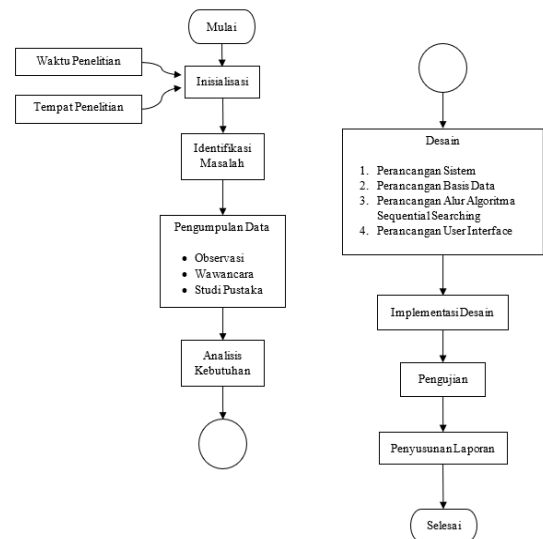 Mulai
Waktu Penelitian
Tempat Penelitian
Inisialisasi
Identifikasi
Masalah
Pengumpulan Data
• Observasi
• Wawancara
• Studi Pustaka
Analisis
Kebutuhan
Desain
1. Perancangan Sistem
2. Perancangan Basis Data
3. Perancangan Alur Algoritma
Sequential Searching
4. Perancangan User Interface
Implementasi Desain
Pengujian
Penyusunan Laporan
Selesai